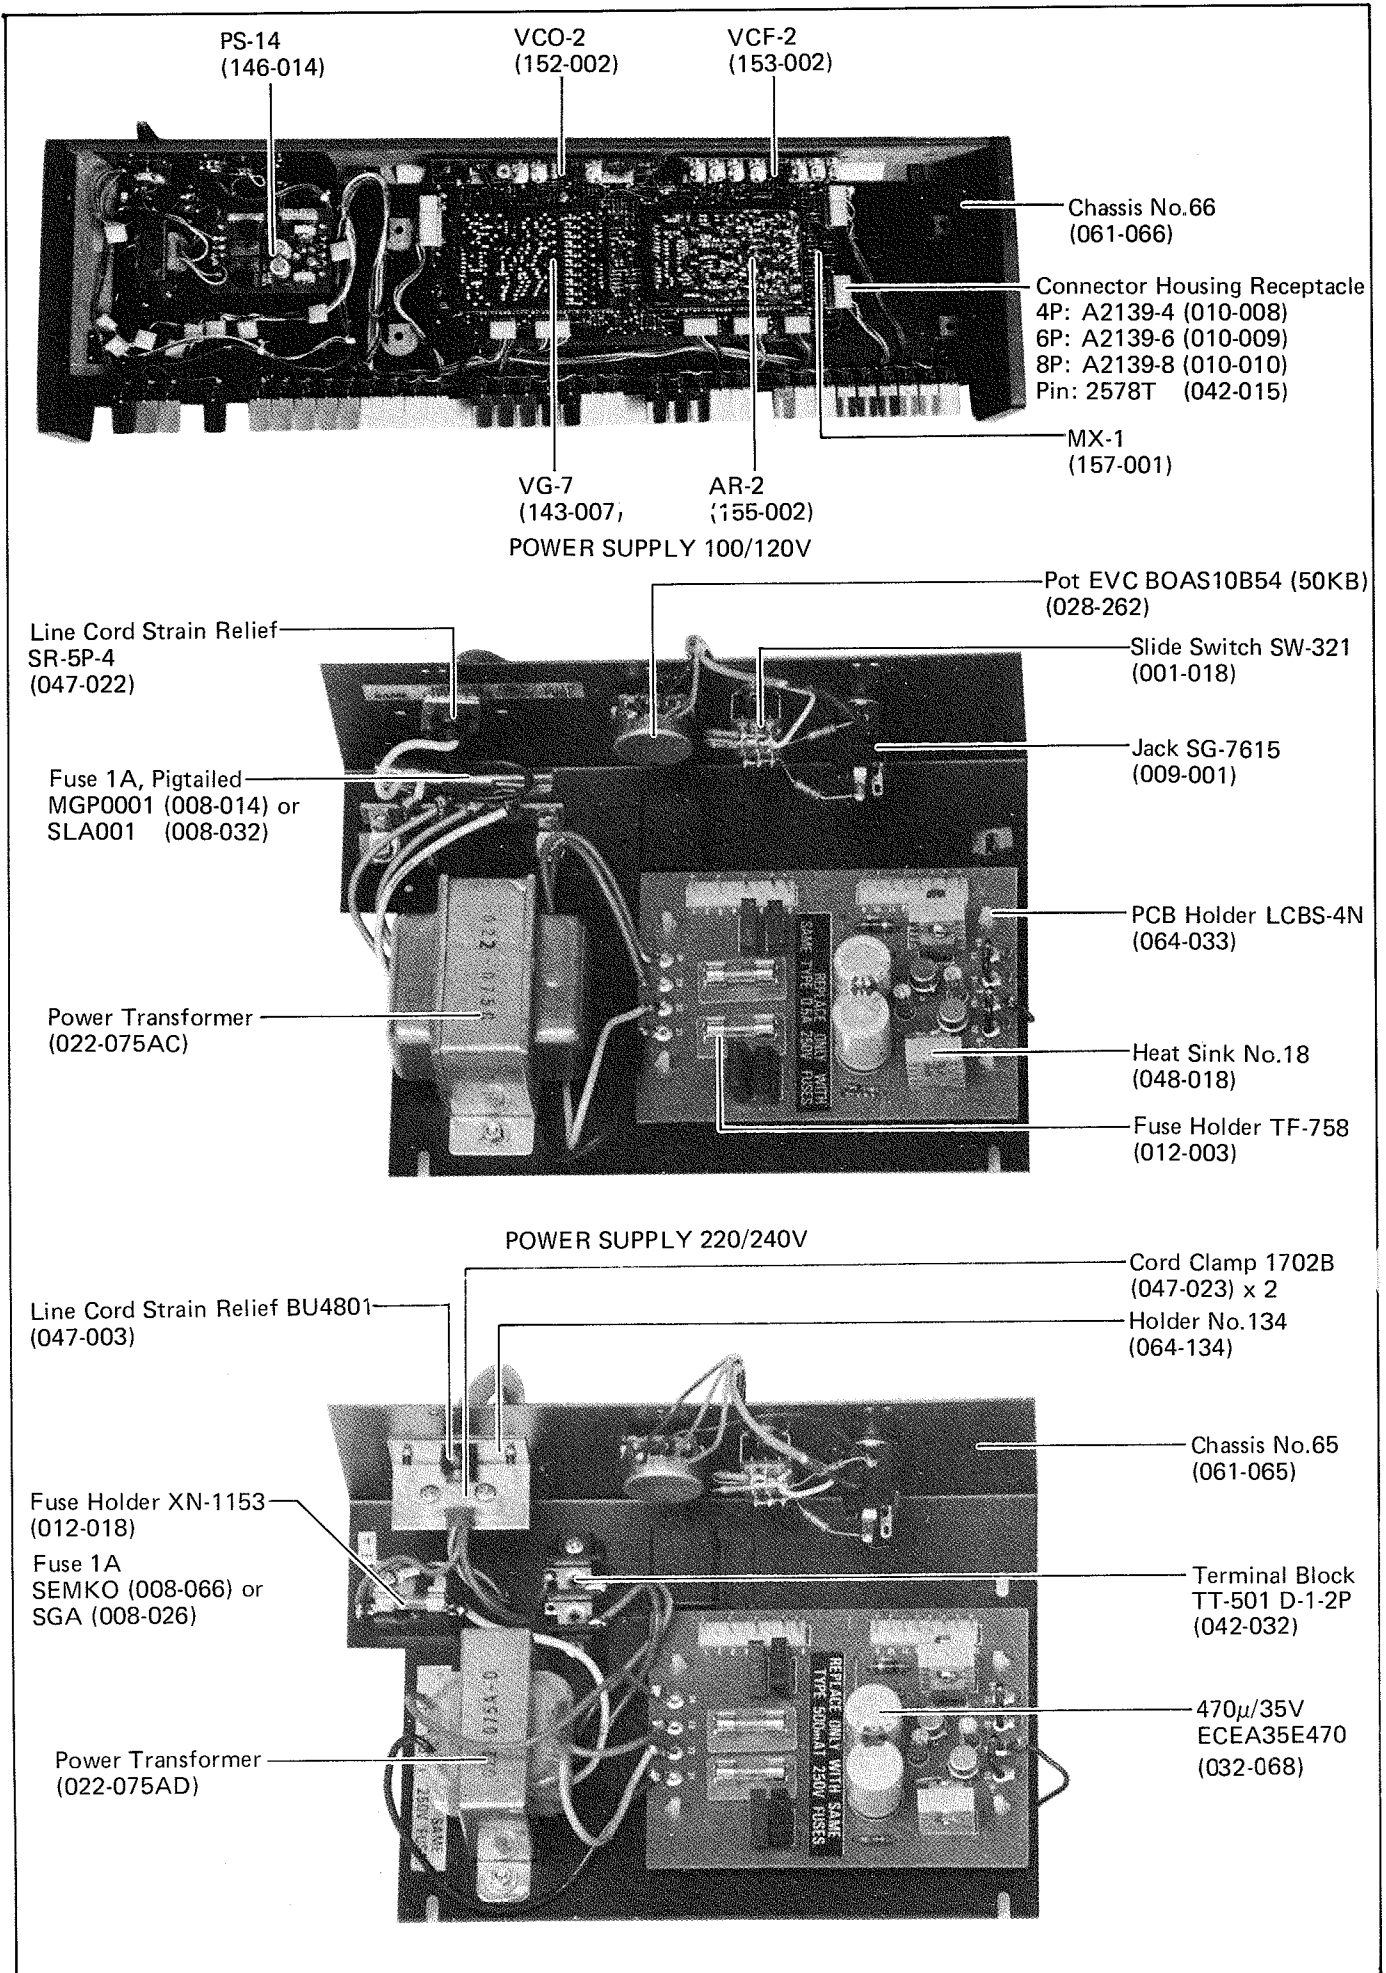 PS-14
(146-014)
VCO-2
(152-002)
VCF-2
(153-002)
Chassis No.66
(061-066)
Connector Housing Receptacle
4P: A2139-4 (010-008)
6P: A2139-6 (010-009)
8P: A2139-8 (010-010)
Pin: 2578T (042-015)
MX-1
(157-001)
VG-7
(143-007)
AR-2
(155-002)
POWER SUPPLY 100/120V
Pot EVC BOAS10B54 (50KB)
(028-262)
Line Cord Strain Relief
SR-5P-4
(047-022)
Slide Switch SW-321
(001-018)
Jack SG-7615
(009-001)
Fuse 1A, Pigtailed
MGP0001 (008-014) or
SLA001 (008-032)
PCB Holder LCBS-4N
(064-033)
REPLACE ONLY WITH
SAME TYPE 250V FUSES
Power Transformer
(022-075AC)
Heat Sink No.18
(048-018)
Fuse Holder TF-758
(012-003)
POWER SUPPLY 220/240V
Cord Clamp 1702B
(047-023) x 2
Line Cord Strain Relief BU4801
(047-003)
Holder No.134
(064-134)
Chassis No.65
(061-065)
Fuse Holder XN-1153
(012-018)
Fuse 1A
SEMKO (008-066) or
SGA (008-026)
Terminal Block
TT-501 D-1-2P
(042-032)
REPLACE ONLY WITH SAME
TYPE 500mAT 250V FUSES
470μ/35V
ECEA35E470
(032-068)
Power Transformer
(022-075AD)